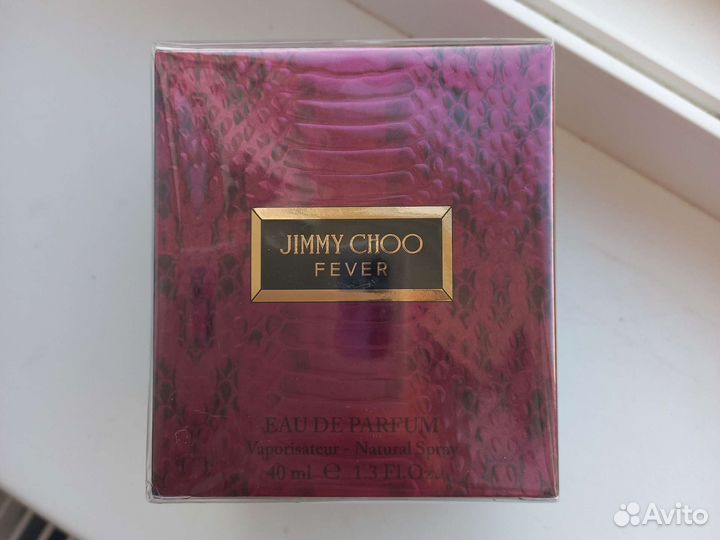 JIMMY CHOO
FEVER
EAU DE PARFUM
Vaporisateur - Natural Spray
40 ml e 1.3 Fl.Oz.
Avito